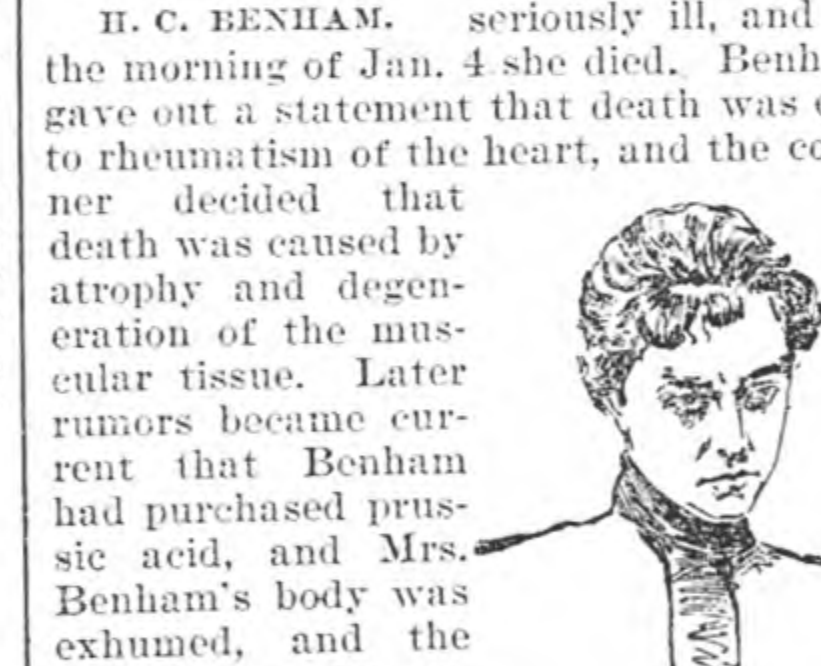 H. C. BENHAM. seriously ill, and
the morning of Jan. 4 she died. Benh
gave out a statement that death was
to rheumatism of the heart, and the co
ner decided that
death was caused by
atrophy and degen-
eration of the mus-
cular tissue. Later
rumors became cur-
rent that Benham
had purchased prus-
sic acid, and Mrs.
Benham's body was
exhumed, and the